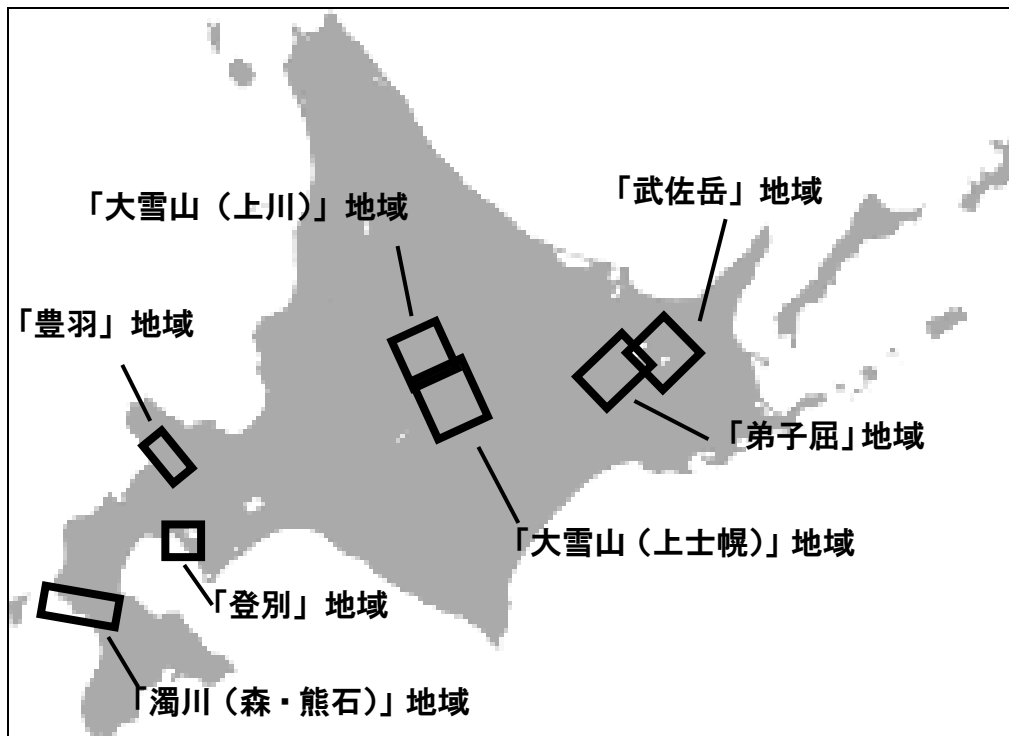 「武佐岳」地域
「大雪山（上川）」地域
「豊羽」地域
「弟子屈」地域
「大雪山（上士幌）」地域
「登別」地域
「濁川（森・熊石）」地域